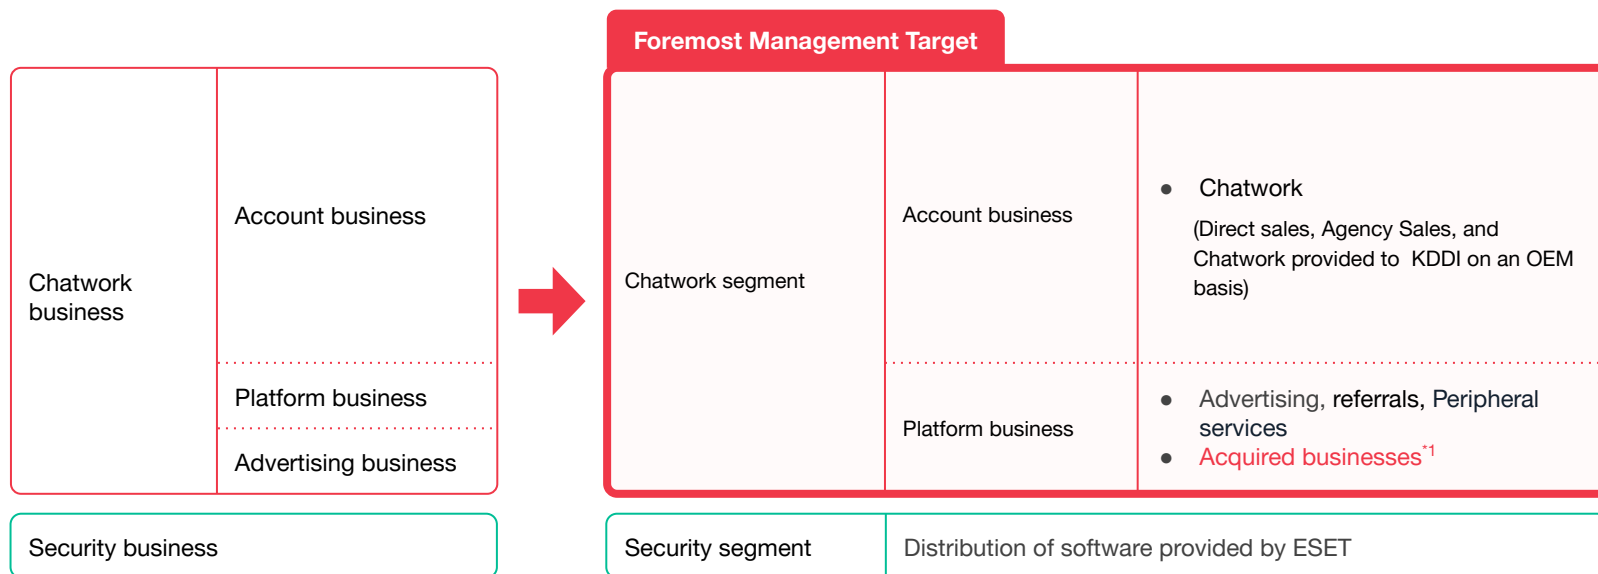 Foremost Management Target
Chatwork
business
Account business
Platform business
Advertising business
Security business
Chatwork segment
Account business
● Chatwork
(Direct sales, Agency Sales, and
Chatwork provided to KDDI on an OEM
basis)
Platform business
● Advertising, referrals, Peripheral
services
● Acquired businesses*1
Security segment
Distribution of software provided by ESET